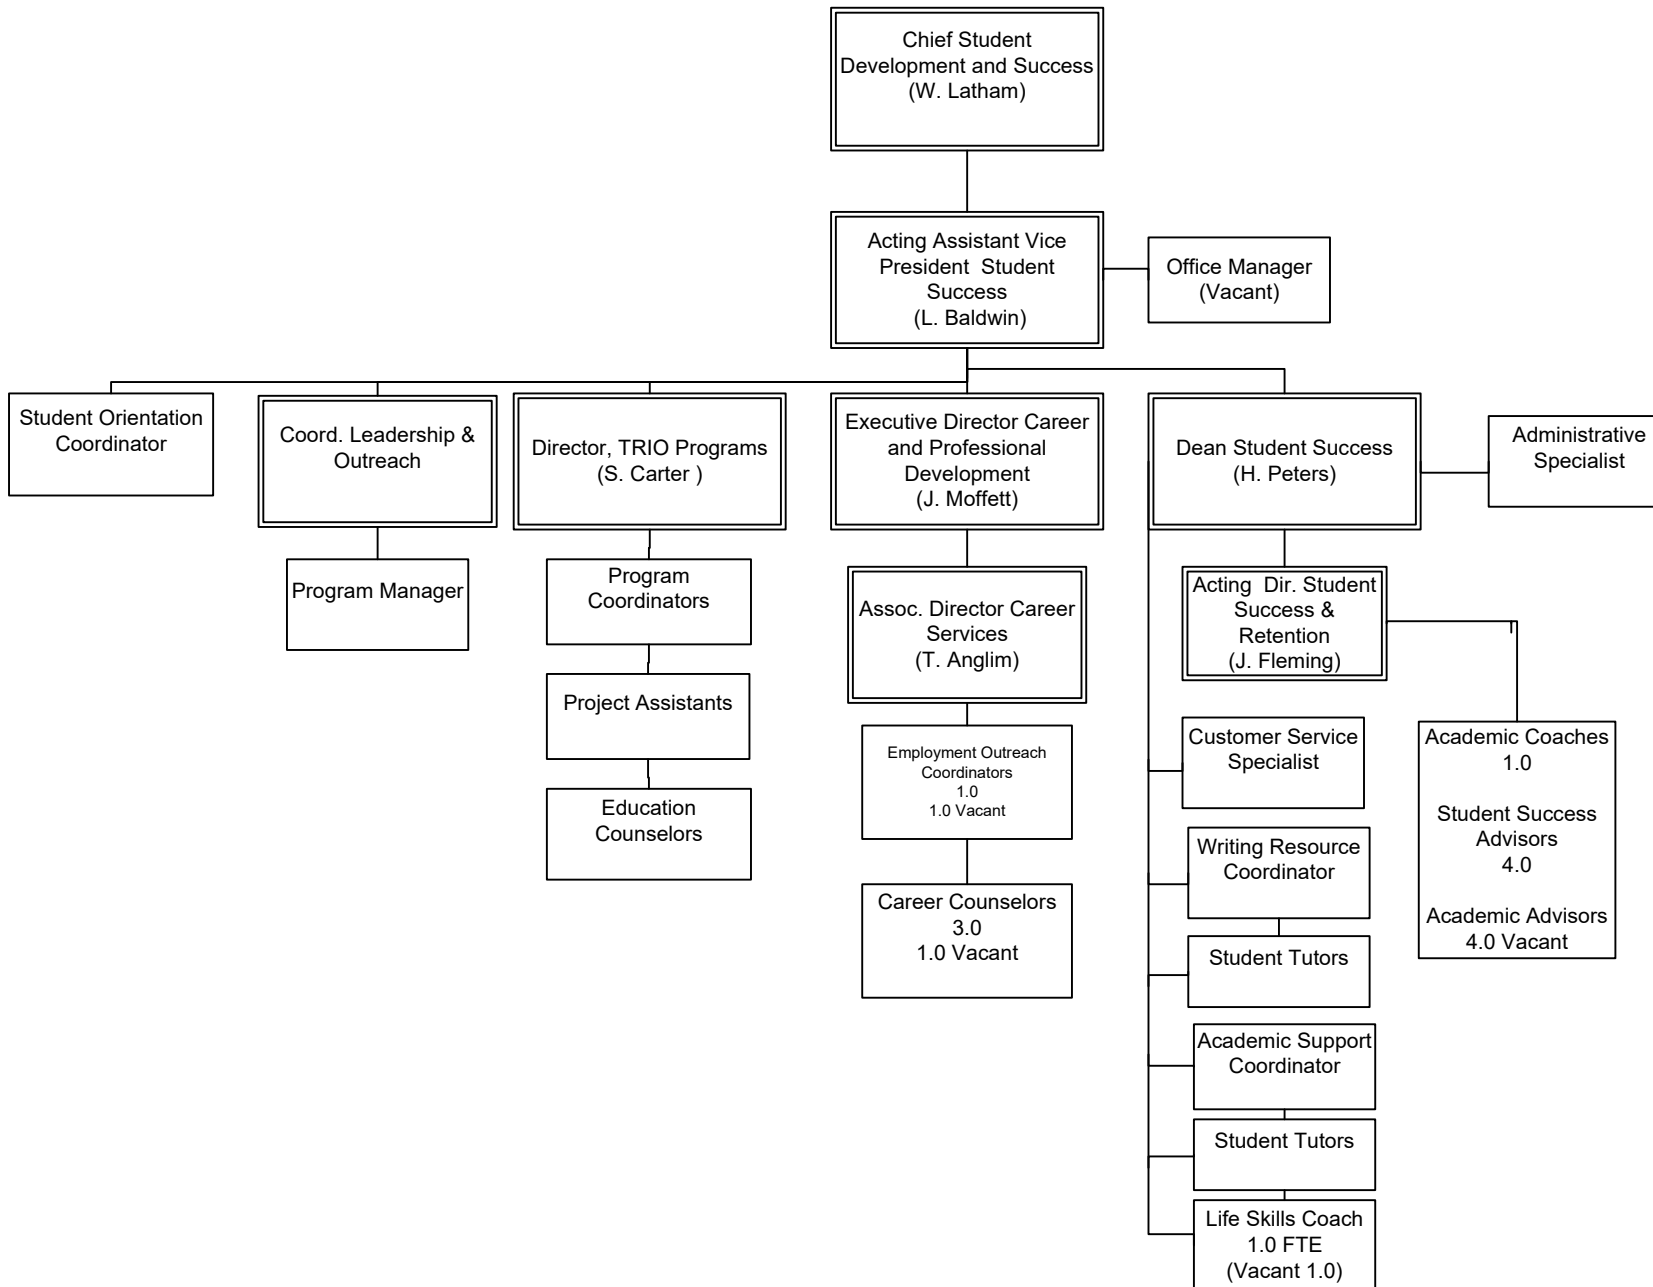 Chief Student
Development and Success
(W. Latham)
Acting Assistant Vice
President  Student
Success
(L. Baldwin)
Office Manager
(Vacant)
Student Orientation
Coordinator
Coord. Leadership &
Outreach
Director, TRIO Programs
(S. Carter )
Executive Director Career
and Professional
Development
(J. Moffett)
Dean Student Success
(H. Peters)
Administrative
Specialist
Program Manager
Program
Coordinators
Project Assistants
Education
Counselors
Assoc. Director Career
Services
(T. Anglim)
Employment Outreach
Coordinators
1.0
1.0 Vacant
Career Counselors
3.0
1.0 Vacant
Acting  Dir. Student
Success &
Retention
(J. Fleming)
Customer Service
Specialist
Writing Resource
Coordinator
Student Tutors
Academic Support
Coordinator
Student Tutors
Life Skills Coach
1.0 FTE
(Vacant 1.0)
Academic Coaches
1.0
Student Success
Advisors
4.0
Academic Advisors
4.0 Vacant